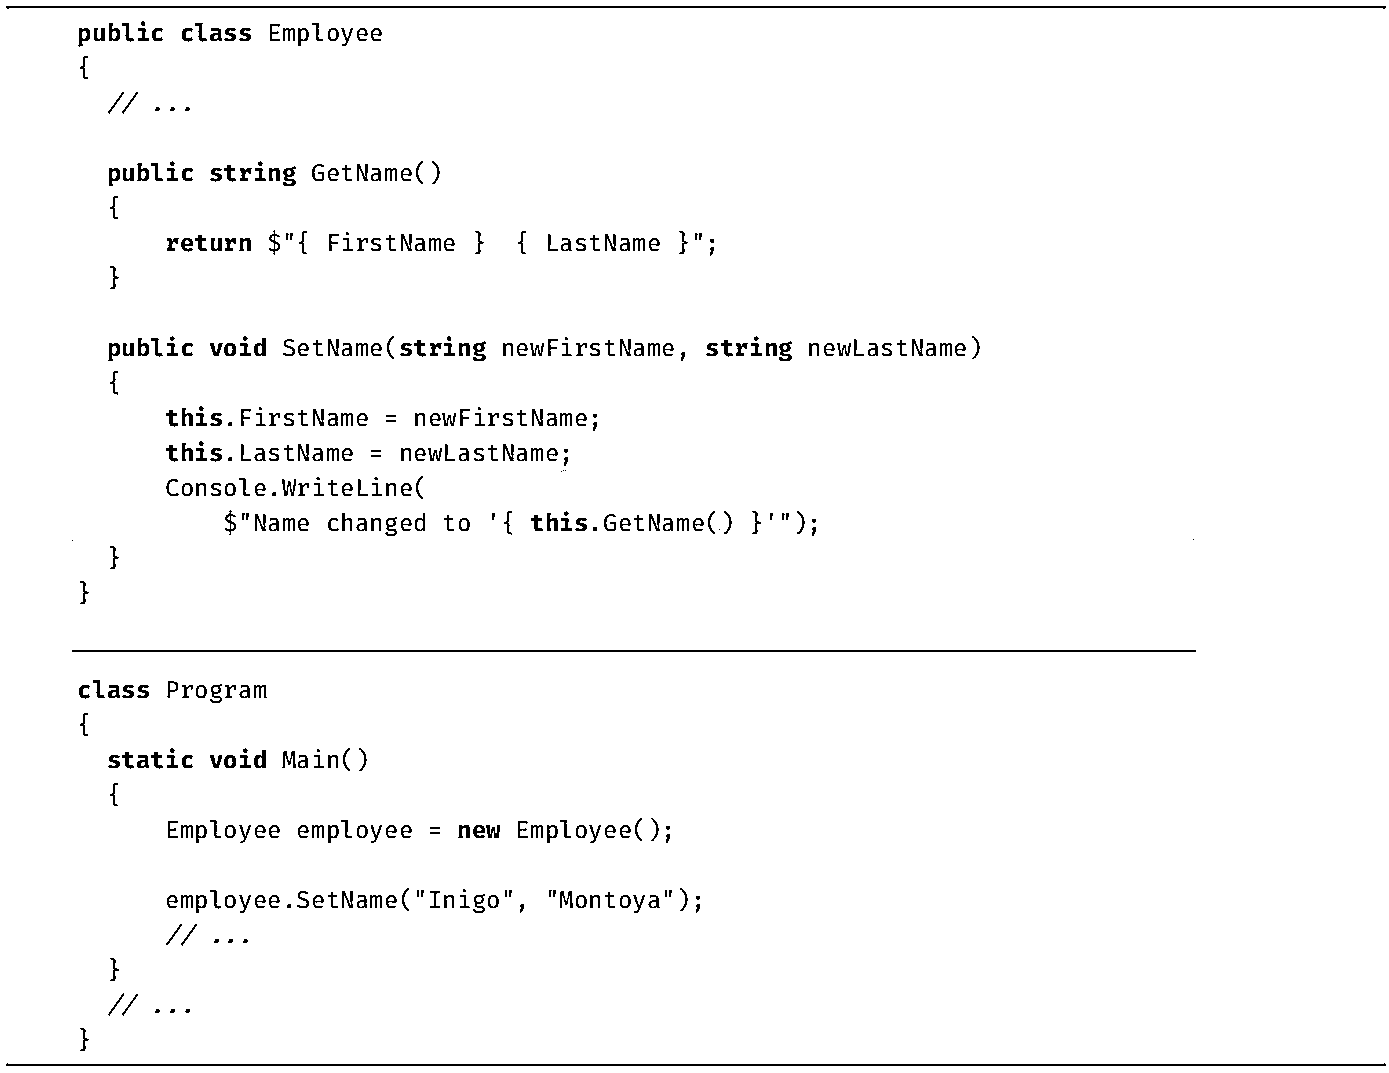 public class Employee
{
  // ...

  public string GetName()
  {
      return $"{ FirstName }  { LastName }";
  }

  public void SetName(string newFirstName, string newLastName)
  {
      this.FirstName = newFirstName;
      this.LastName = newLastName;
      Console.WriteLine(
          $"Name changed to '{ this.GetName() }'");
  }
}

class Program
{
  static void Main()
  {
      Employee employee = new Employee();

      employee.SetName("Inigo", "Montoya");
      // ...
  }
  // ...
}